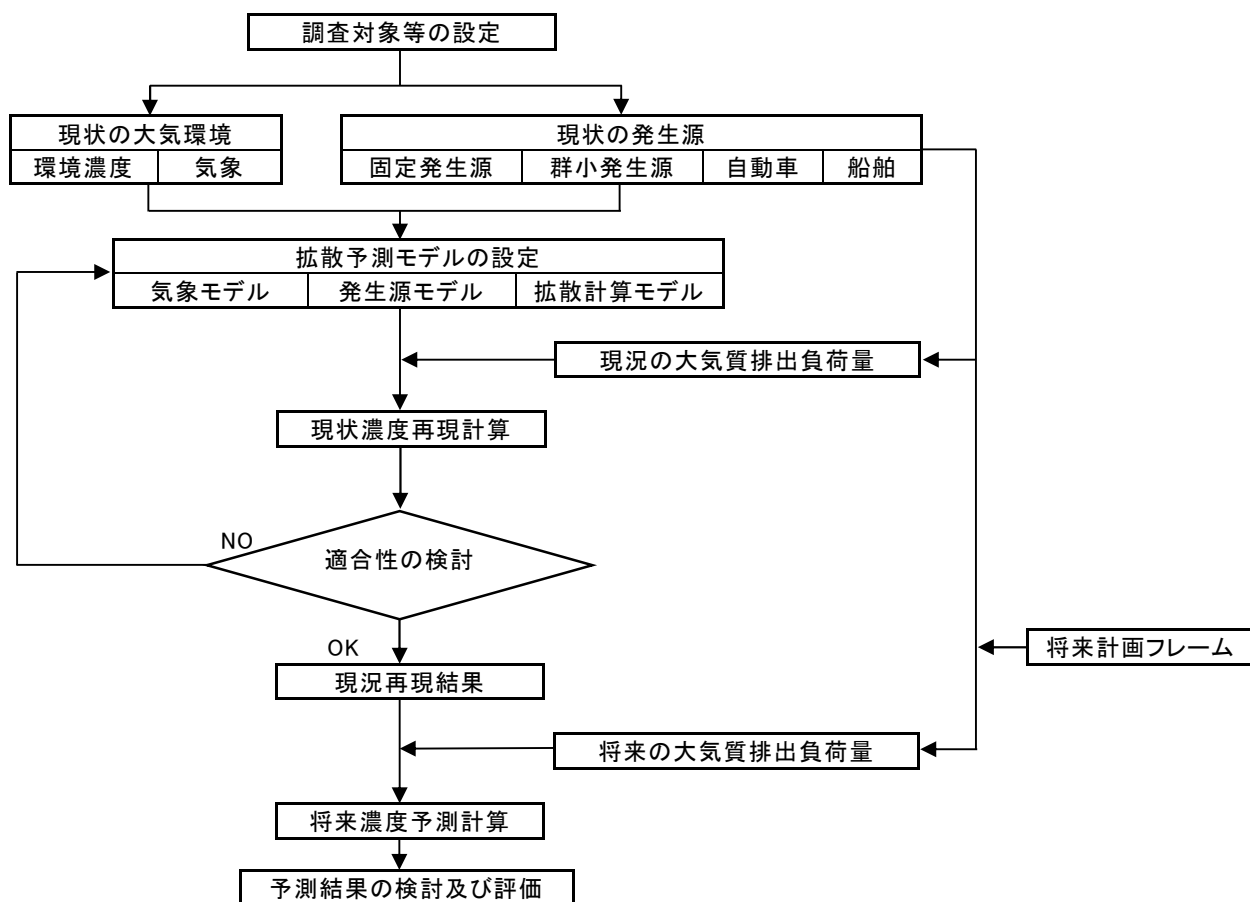 調査対象等の設定
現状の大気環境
環境濃度
気象
現状の発生源
固定発生源
群小発生源
自動車
船舶
拡散予測モデルの設定
気象モデル
発生源モデル
拡散計算モデル
現況の大気質排出負荷量
現状濃度再現計算
NO
適合性の検討
OK
将来計画フレーム
現況再現結果
将来の大気質排出負荷量
将来濃度予測計算
予測結果の検討及び評価